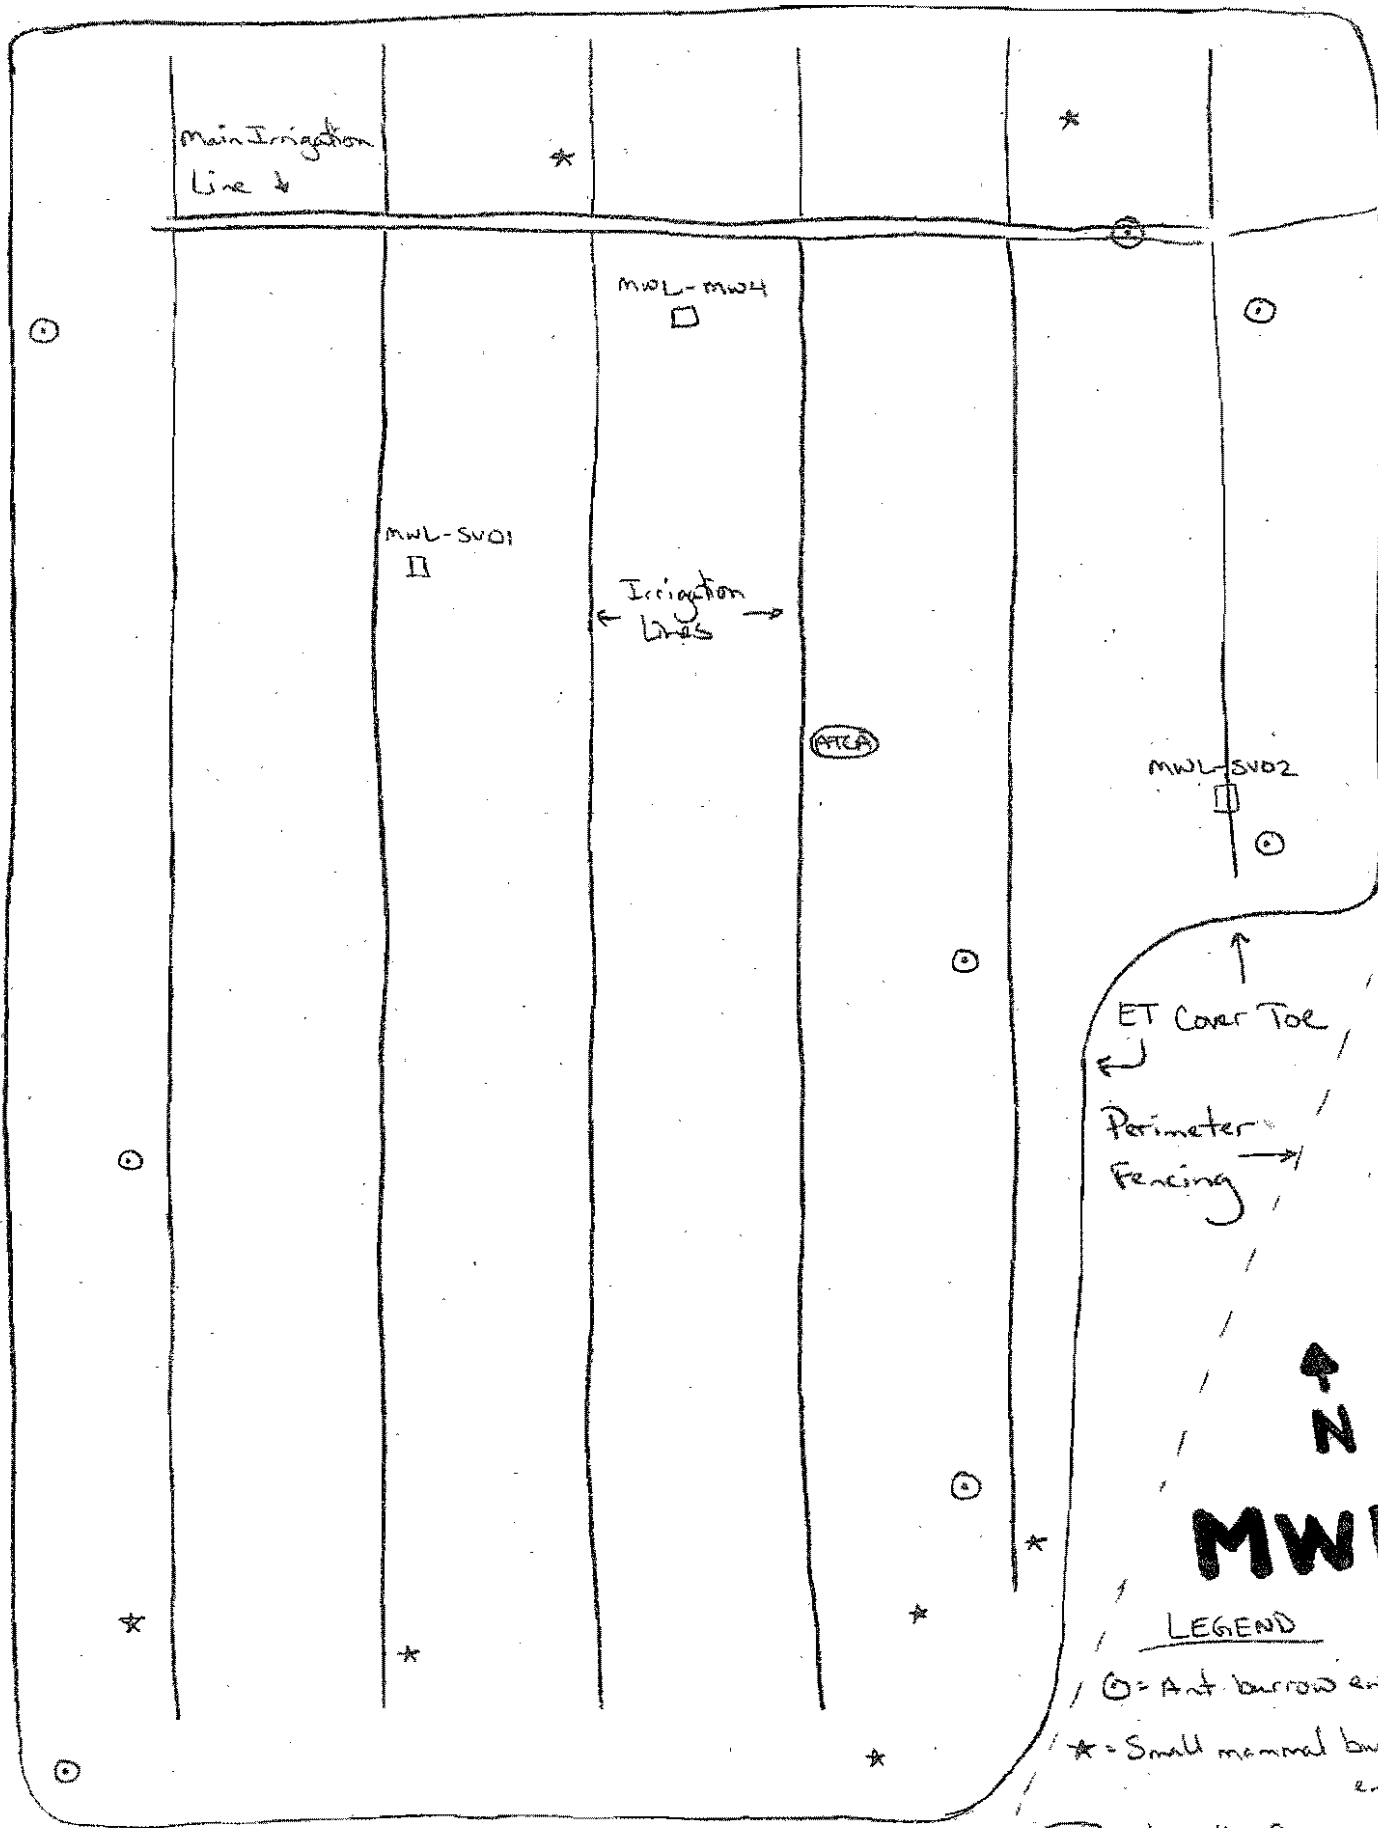 Main Irrigation
Line
MWL-MW4
MWL-SV01
Irrigation
Lines
ATCA
MWL-SV02
ET Cover Toe
Perimeter
Fencing
N
MW
LEGEND
= Ant burrow
= Small mammal